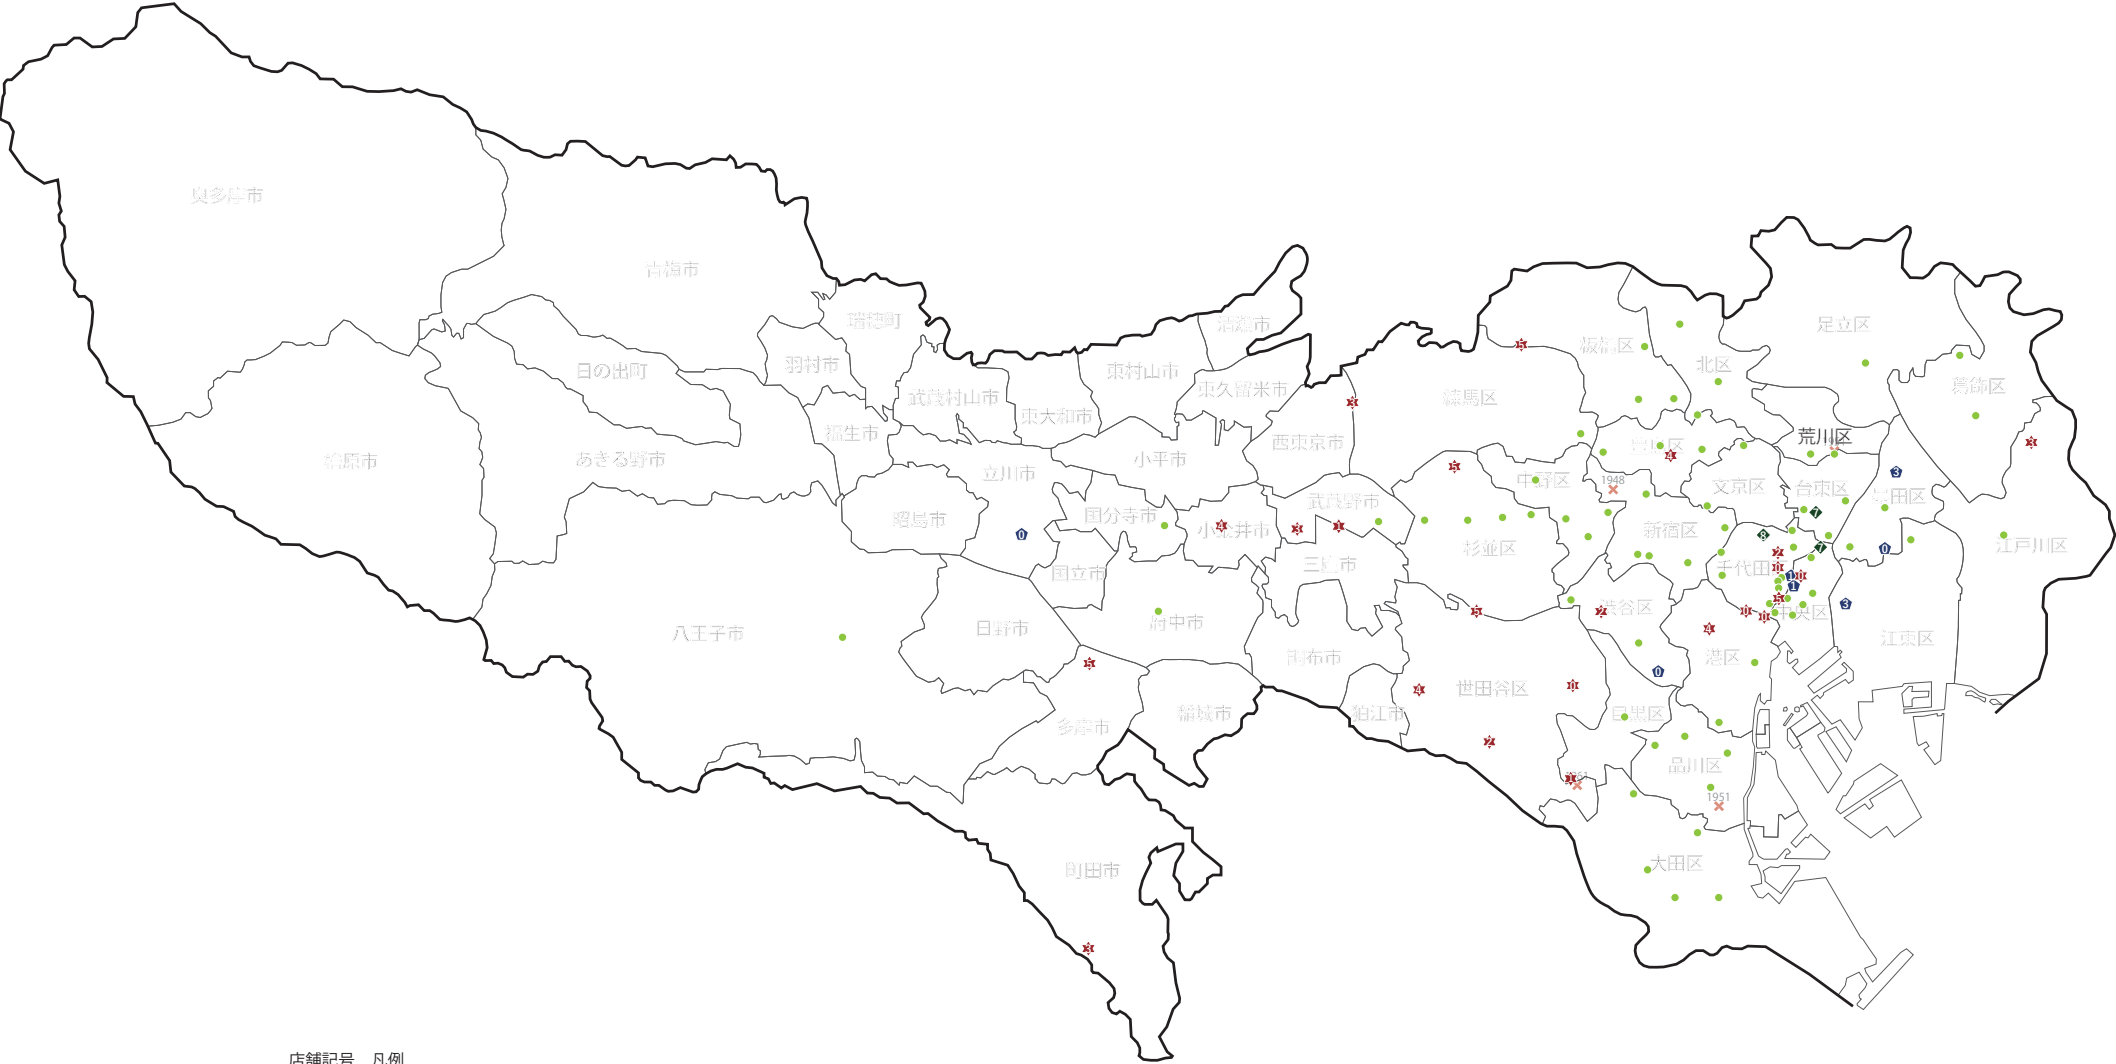 奥多摩市
青梅市
瑞穂町
清瀬市
足立区
羽村市
日の出町
東村山市
板橋区
北区
東久留米市
葛飾区
武蔵村山市
練馬区
東大和市
福生市
西東京市
荒川区
豊島区
檜原市
あきる野市
小平市
立川市
中野区
1948
文京区
台東区
墨田区
武蔵野市
昭島市
国分寺市
小金井市
新宿区
杉並区
江戸川区
三鷹市
国立市
千代田区
渋谷区
中央区
八王子市
日野市
府中市
江東区
調布市
港区
世田谷区
多摩市
稲城市
狛江市
目黒区
品川区
1951
大田区
町田市
店舗記号 凡例